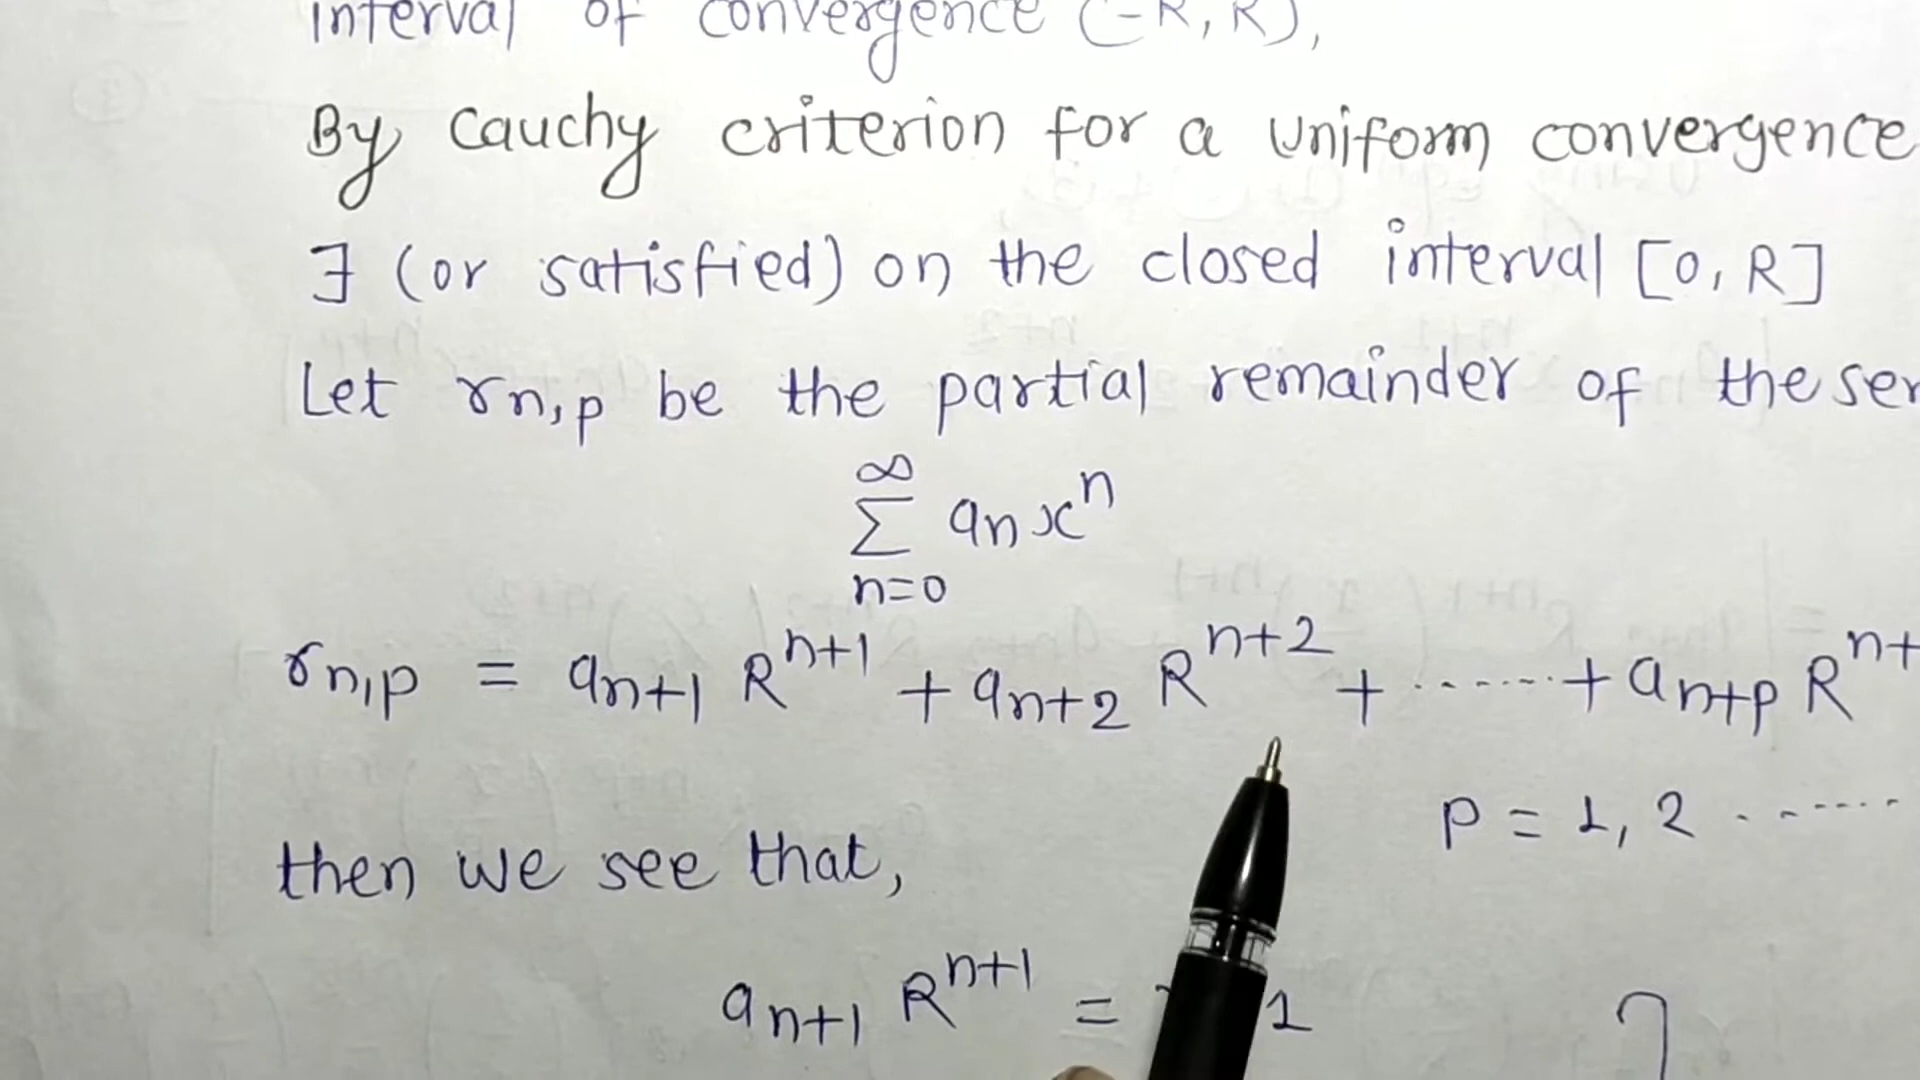 interval of convergence (-R, R),
By Cauchy criterion for a uniform convergence
∃ (or satisfied) on the closed interval [0, R]
Let rn,p be the partial remainder of the ser
∞
∑ anxⁿ
n=0
rn,p = an+1 Rⁿ⁺¹ + an+2 Rⁿ⁺² + ...... + an+p Rⁿ⁺
p = 1, 2 ......
then we see that,
an+1 Rⁿ⁺¹ = 1